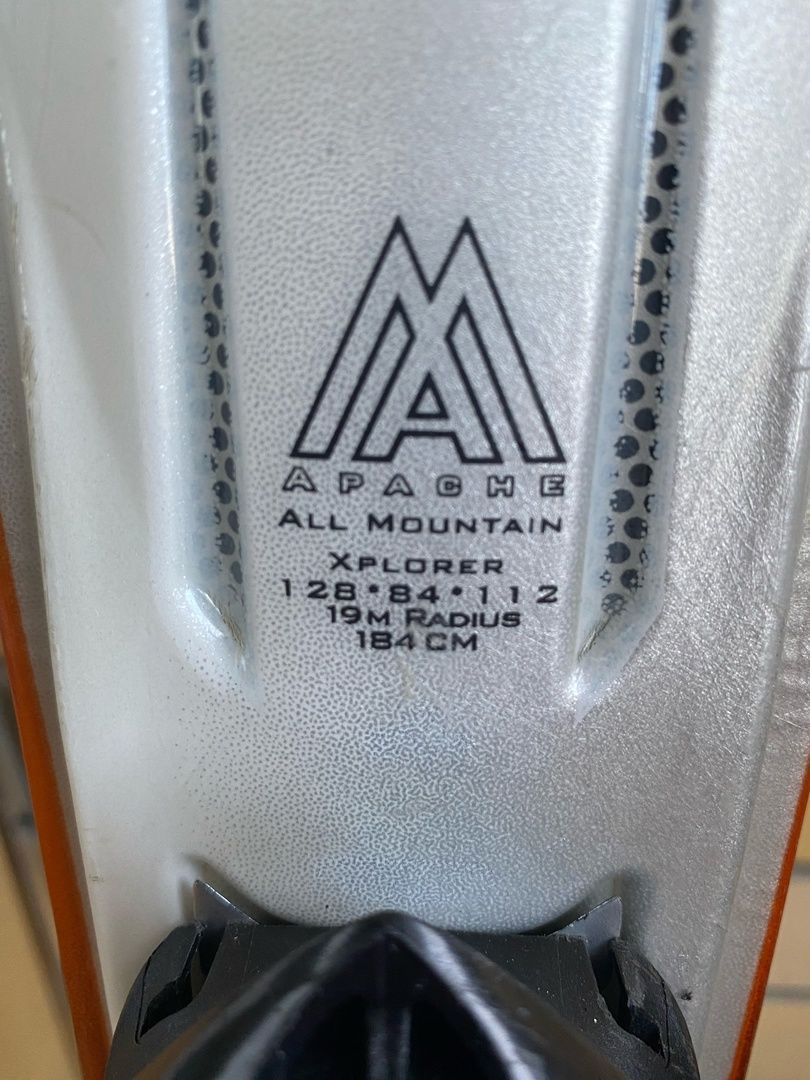 APACHE
ALL MOUNTAIN
XPLORER
128•84•112
19M RADIUS
184 CM